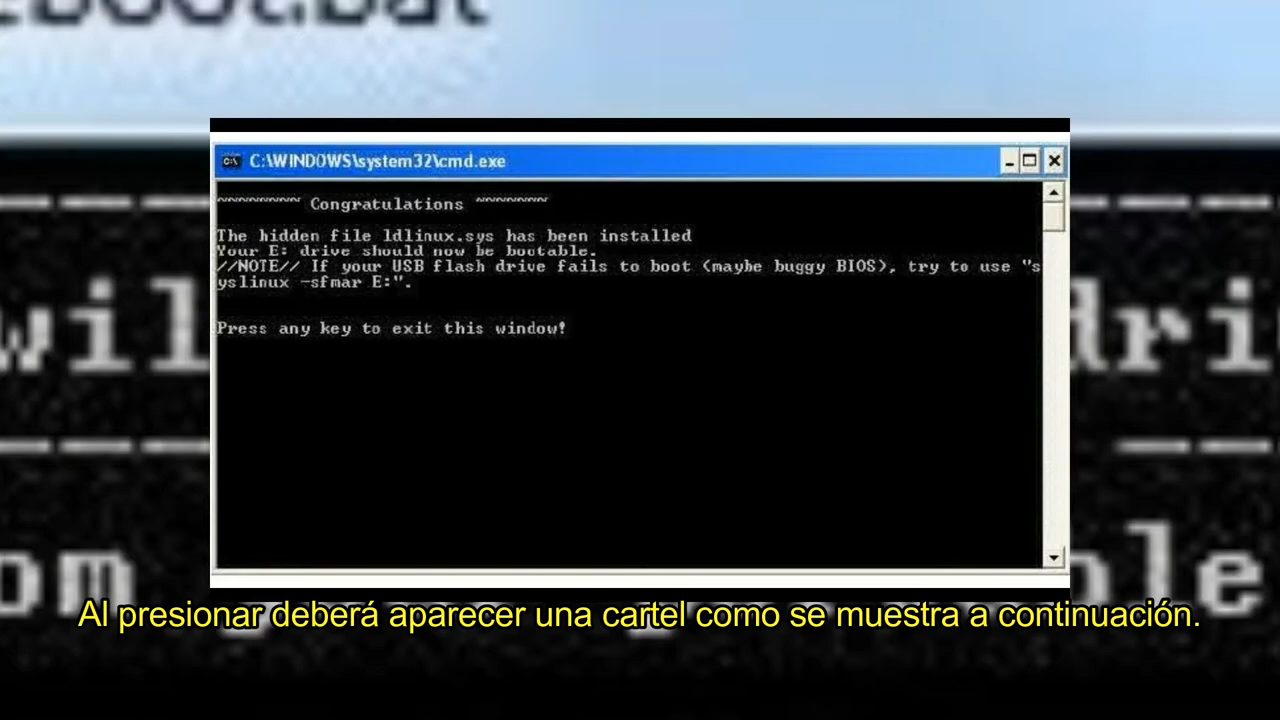 C:\WINDOWS\system32\cmd.exe
~~~~~~~~ Congratulations ~~~~~~~
The hidden file ldlinux.sys has been installed
Your E: drive should now be bootable.
//NOTE// If your USB flash drive fails to boot (maybe buggy BIOS), try to use "s
yslinux -sfmar E:".
Press any key to exit this window!
Al presionar deberá aparecer una cartel como se muestra a continuación.